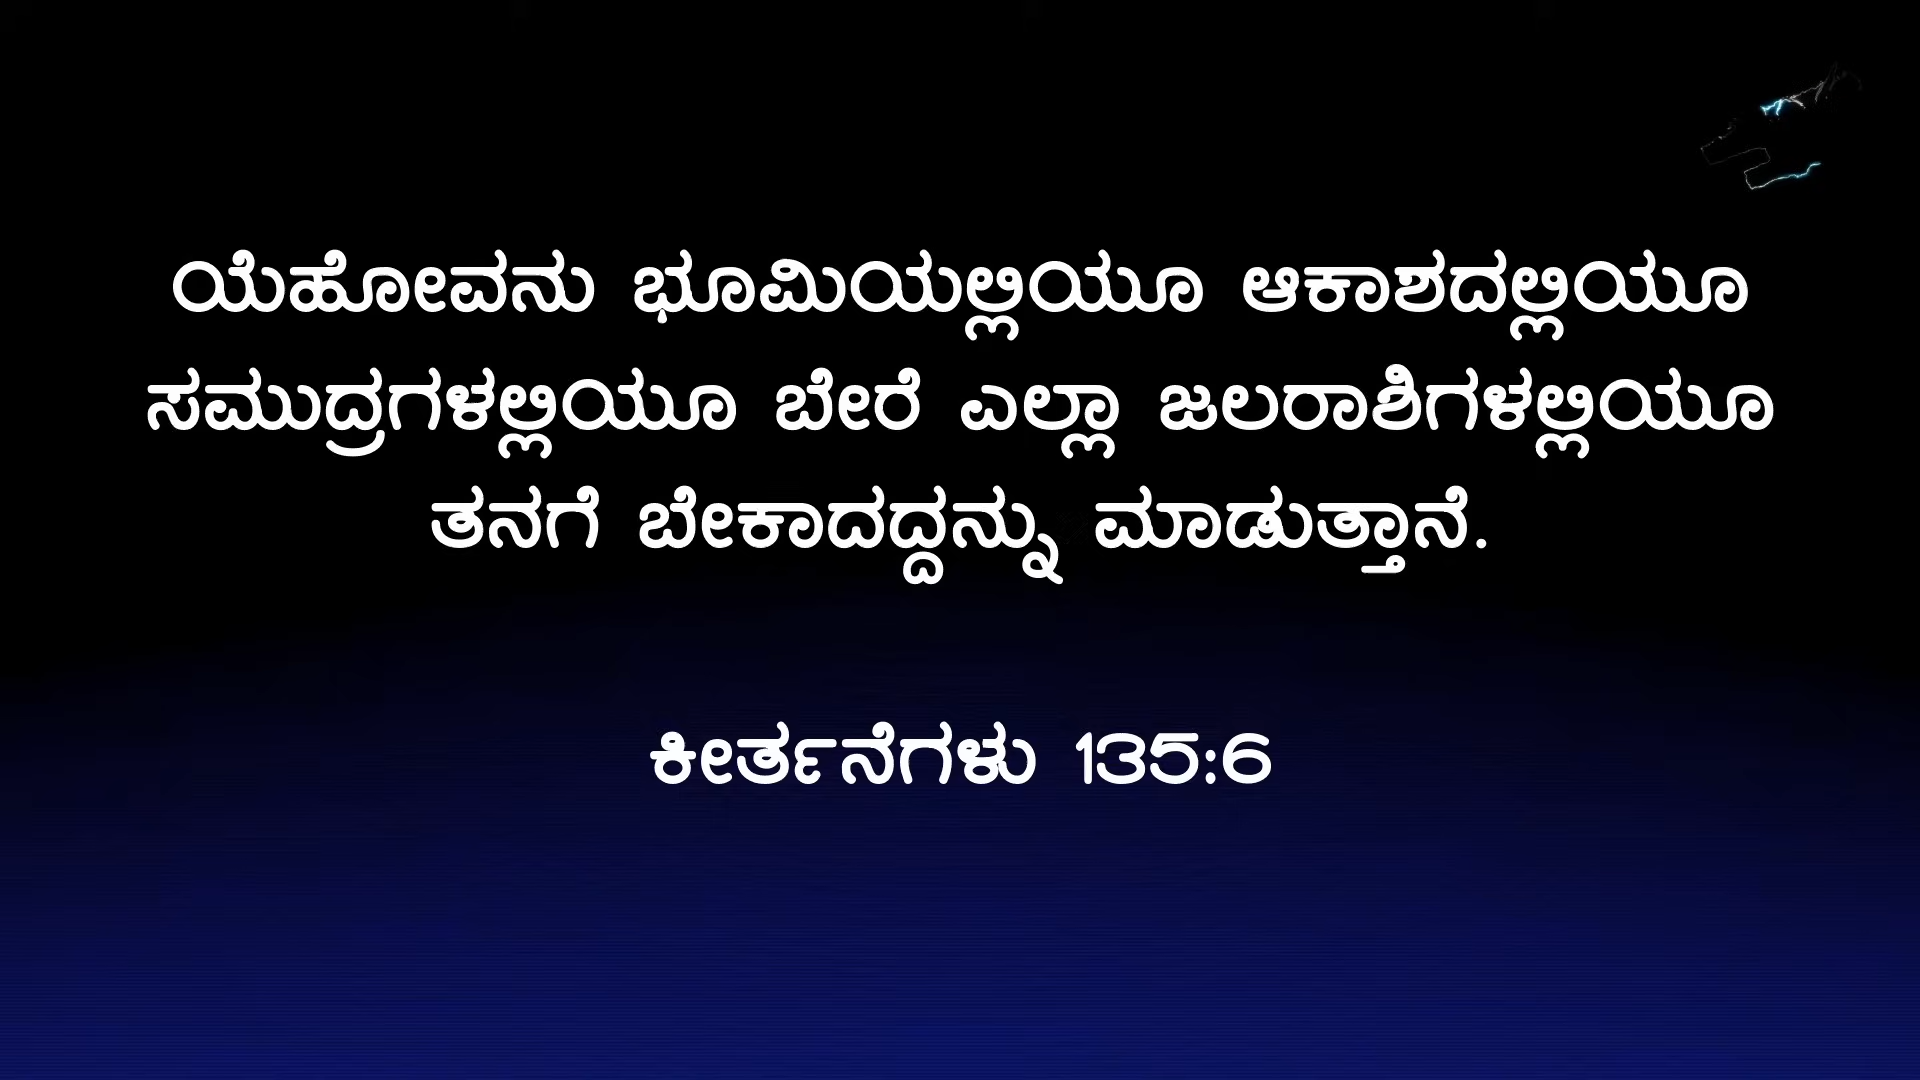 ಯೆಹೋವನು ಭೂಮಿಯಲ್ಲಿಯೂ ಆಕಾಶದಲ್ಲಿಯೂ
ಸಮುದ್ರಗಳಲ್ಲಿಯೂ ಬೇರೆ ಎಲ್ಲಾ ಜಲರಾಶಿಗಳಲ್ಲಿಯೂ
ತನಗೆ ಬೇಕಾದದ್ದನ್ನು ಮಾಡುತ್ತಾನೆ.
ಕೀರ್ತನೆಗಳು 135:6